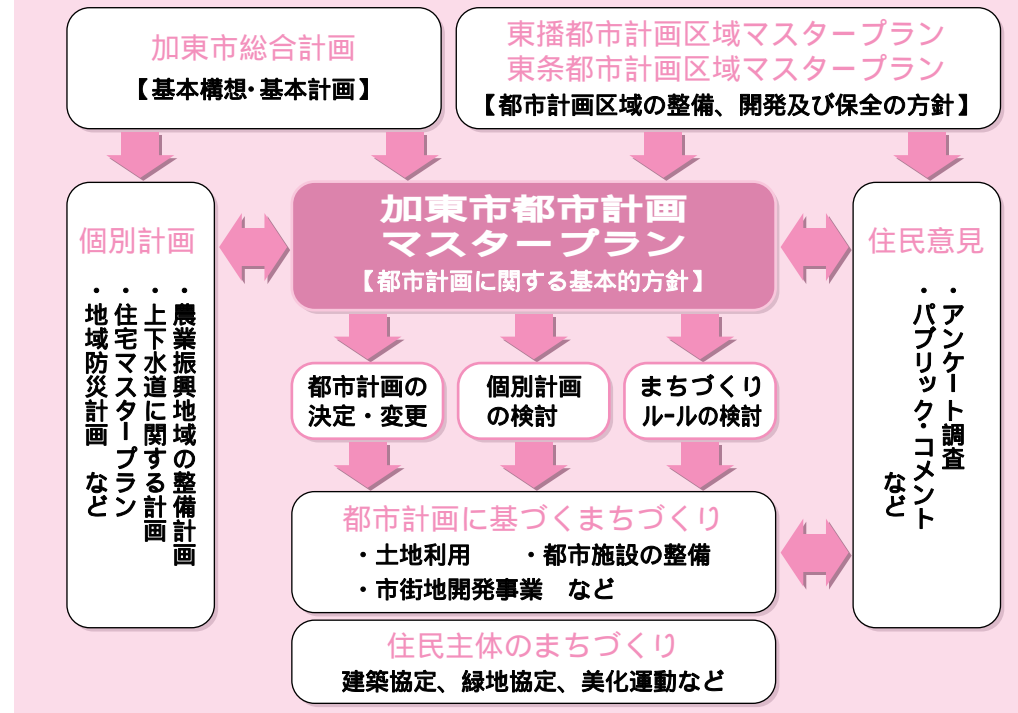 加東市総合計画
【基本構想・基本計画】
東播都市計画区域マスタープラン
東条都市計画区域マスタープラン
【都市計画区域の整備、開発及び保全の方針】
個別計画
・農業振興地域の整備計画
・上下水道に関する計画
・住宅マスタープラン
・地域防災計画　など
加東市都市計画
マスタープラン
【都市計画に関する基本的方針】
住民意見
・アンケート調査
・パブリック・コメント
など
都市計画の
決定・変更
個別計画
の検討
まちづくり
ルールの検討
都市計画に基づくまちづくり
・土地利用　・都市施設の整備
・市街地開発事業　など
住民主体のまちづくり
建築協定、緑地協定、美化運動など